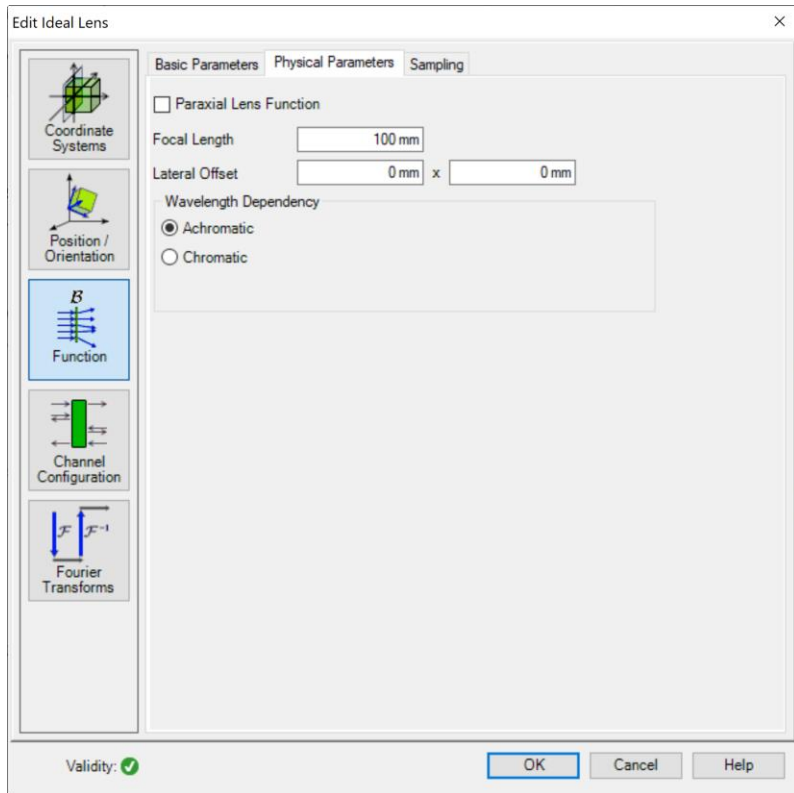 Edit Ideal Lens
Coordinate
Systems
Position /
Orientation
B
Function
Channel
Configuration
F F⁻¹
Fourier
Transforms
Basic Parameters Physical Parameters Sampling
Paraxial Lens Function
Focal Length 100 mm
Lateral Offset 0 mm x 0 mm
Wavelength Dependency
Achromatic
Chromatic
Validity:
OK Cancel Help